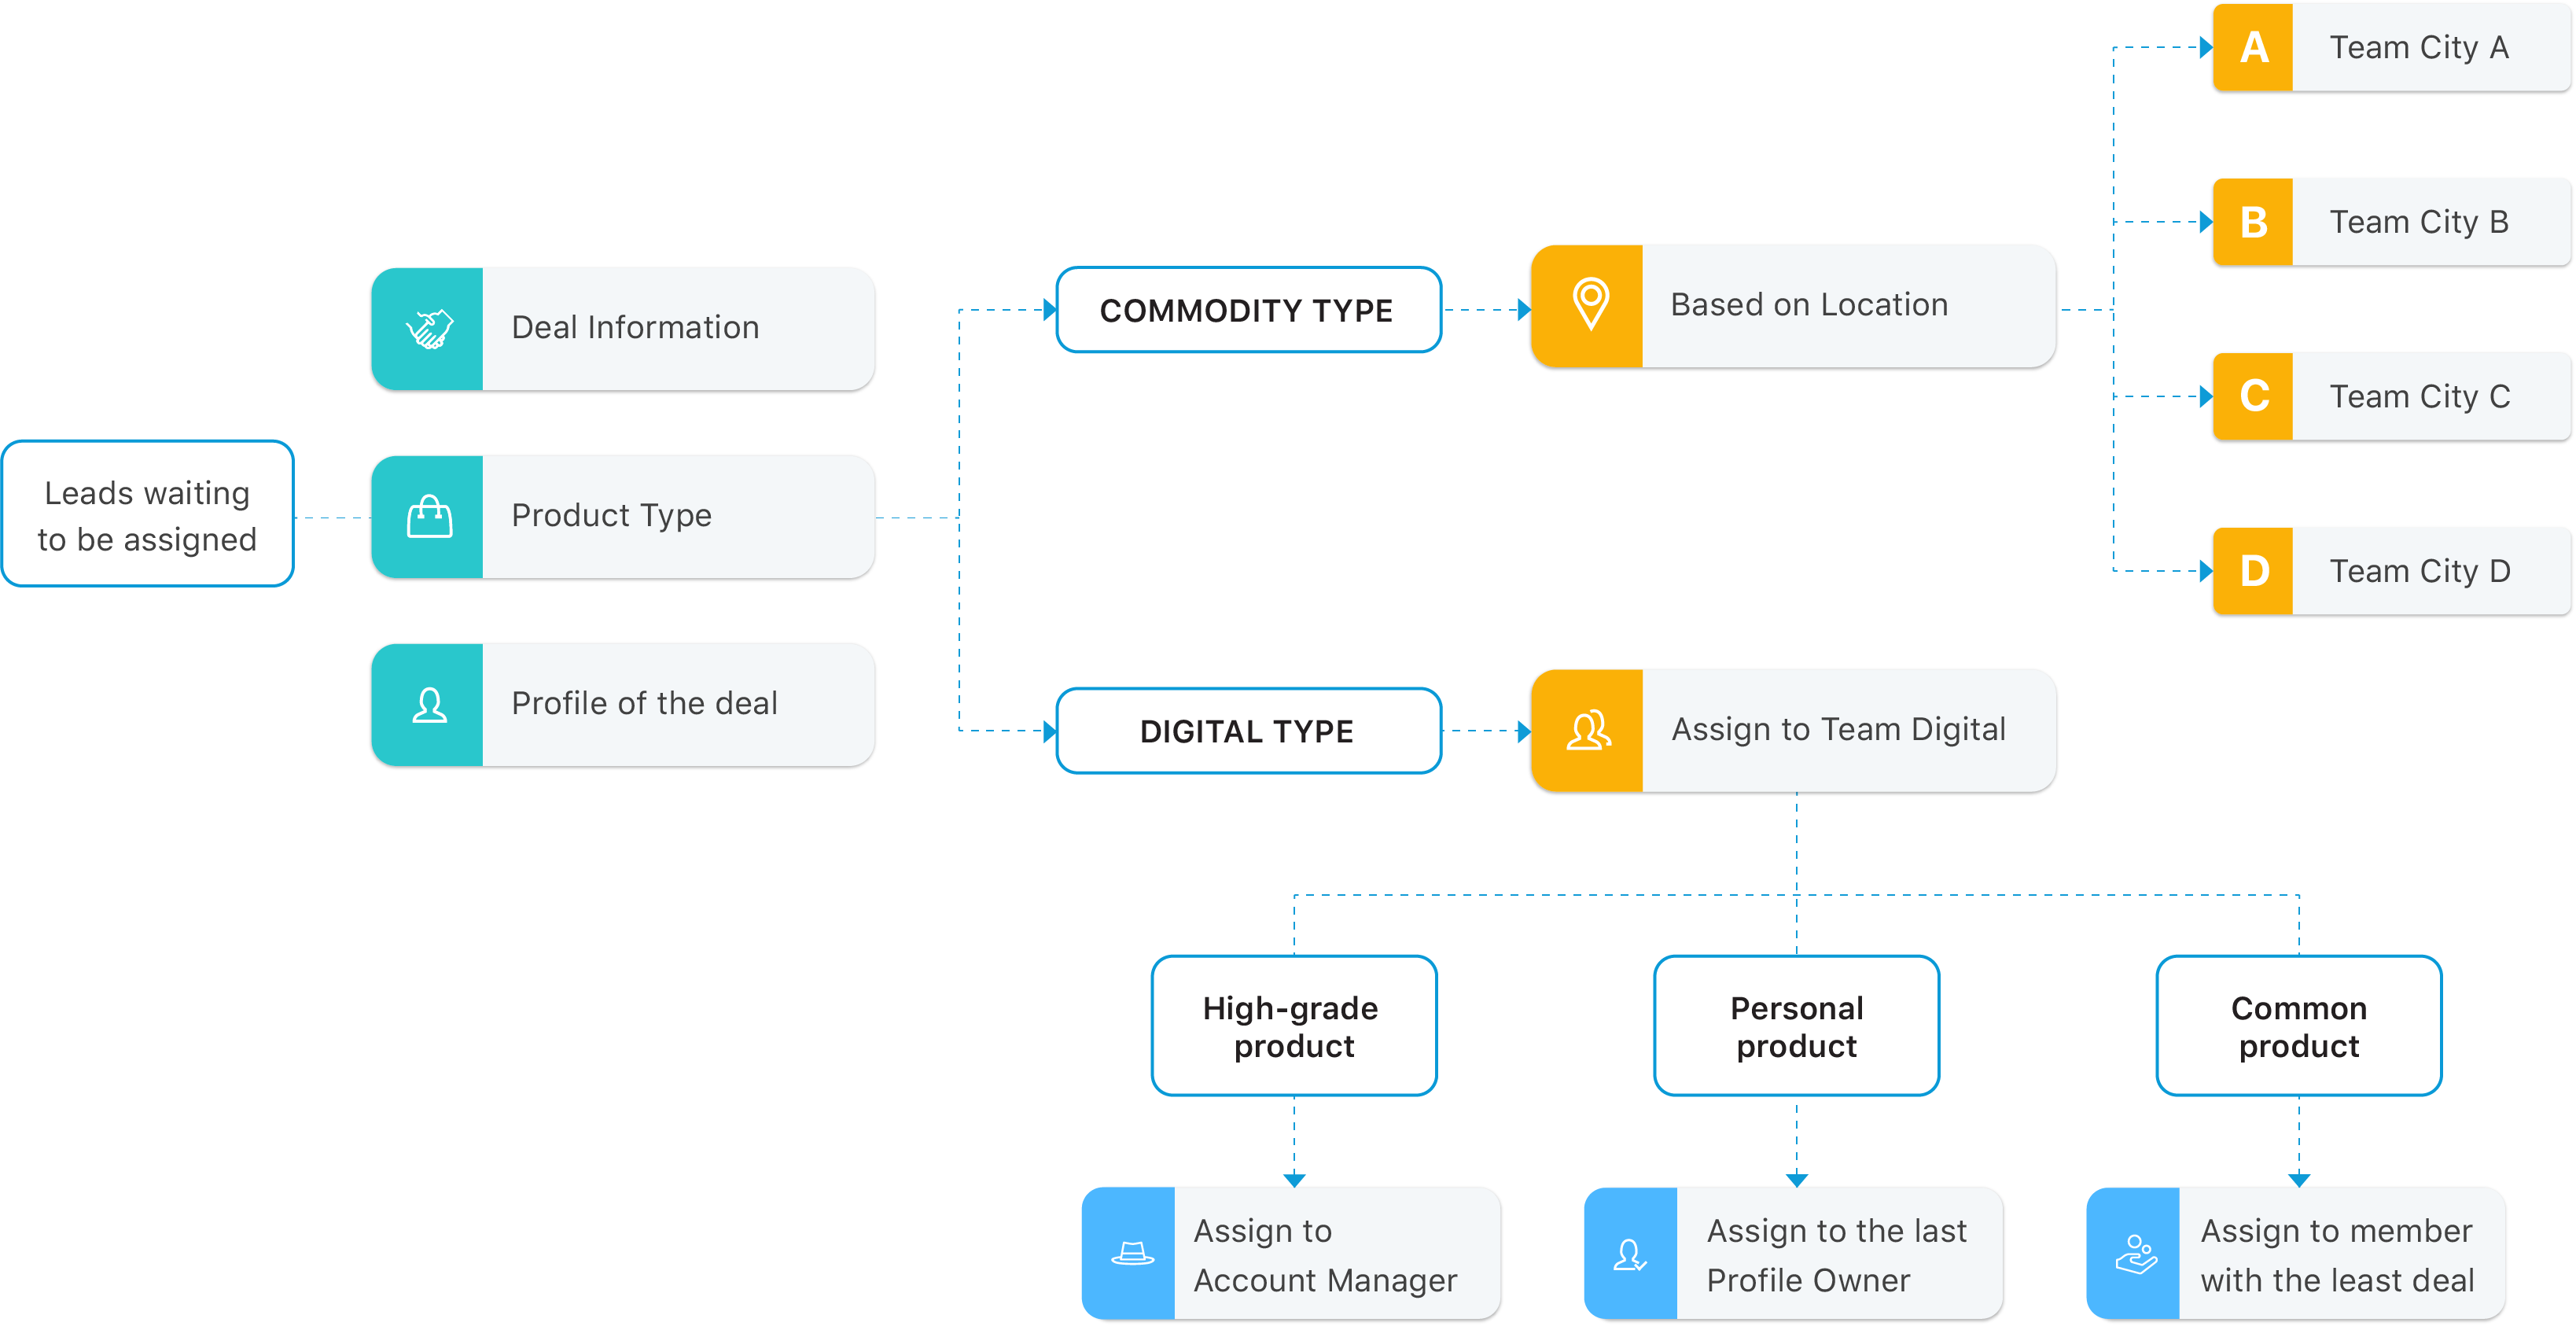 Leads waiting
to be assigned
Deal Information
Product Type
Profile of the deal
COMMODITY TYPE
Based on Location
A
Team City A
B
Team City B
C
Team City C
D
Team City D
DIGITAL TYPE
Assign to Team Digital
High-grade
product
Personal
product
Common
product
Assign to
Account Manager
Assign to the last
Profile Owner
Assign to member
with the least deal